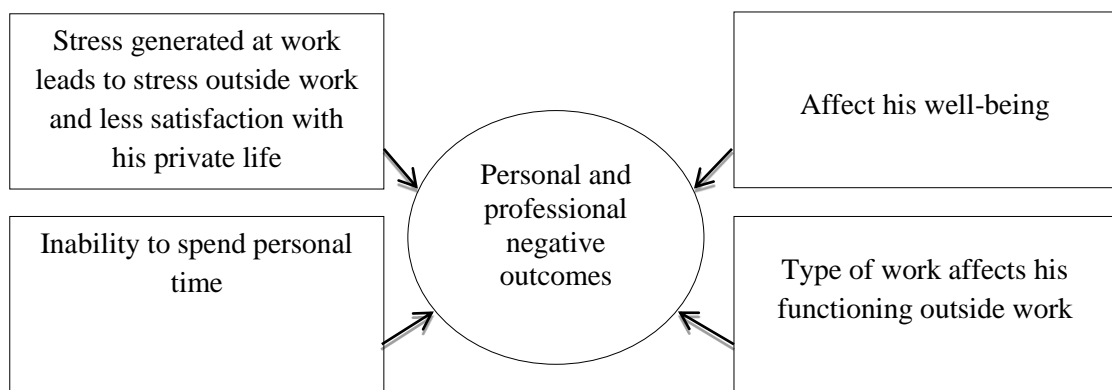 Stress generated at work
leads to stress outside work
and less satisfaction with
his private life
Affect his well-being
Personal and
professional
negative
outcomes
Inability to spend personal
time
Type of work affects his
functioning outside work